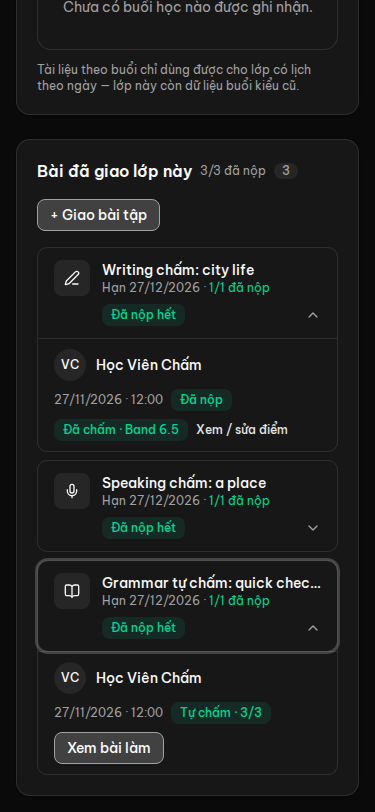 Chưa có buổi học nào được ghi nhận.
Tài liệu theo buổi chỉ dùng được cho lớp có lịch
theo ngày — lớp này còn dữ liệu buổi kiểu cũ.
Bài đã giao lớp này 3/3 đã nộp 3
+ Giao bài tập
Writing chấm: city life
Hạn 27/12/2026 · 1/1 đã nộp
Đã nộp hết
VC Học Viên Chấm
27/11/2026 · 12:00 Đã nộp
Đã chấm · Band 6.5 Xem / sửa điểm
Speaking chấm: a place
Hạn 27/12/2026 · 1/1 đã nộp
Đã nộp hết
Grammar tự chấm: quick chec...
Hạn 27/12/2026 · 1/1 đã nộp
Đã nộp hết
VC Học Viên Chấm
27/11/2026 · 12:00 Tự chấm · 3/3
Xem bài làm